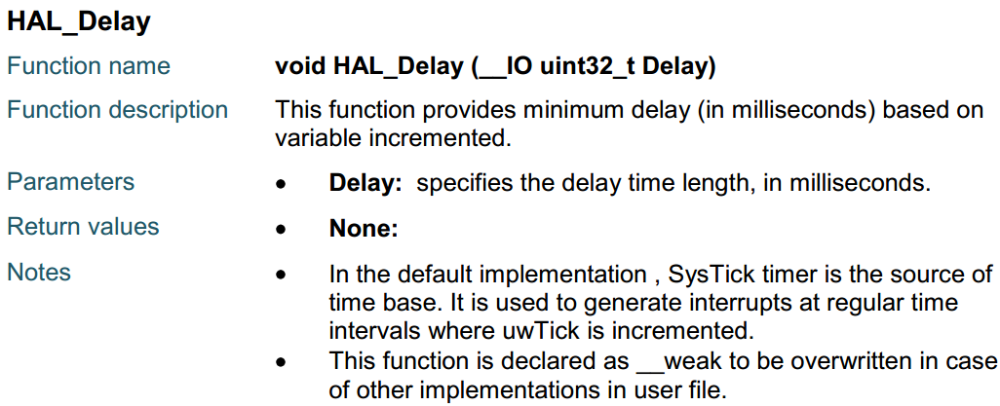 HAL_Delay
Function name void HAL_Delay (__IO uint32_t Delay)
Function description This function provides minimum delay (in milliseconds) based on
variable incremented.
Parameters • Delay: specifies the delay time length, in milliseconds.
Return values • None:
Notes • In the default implementation , SysTick timer is the source of
time base. It is used to generate interrupts at regular time
intervals where uwTick is incremented.
• This function is declared as __weak to be overwritten in case
of other implementations in user file.